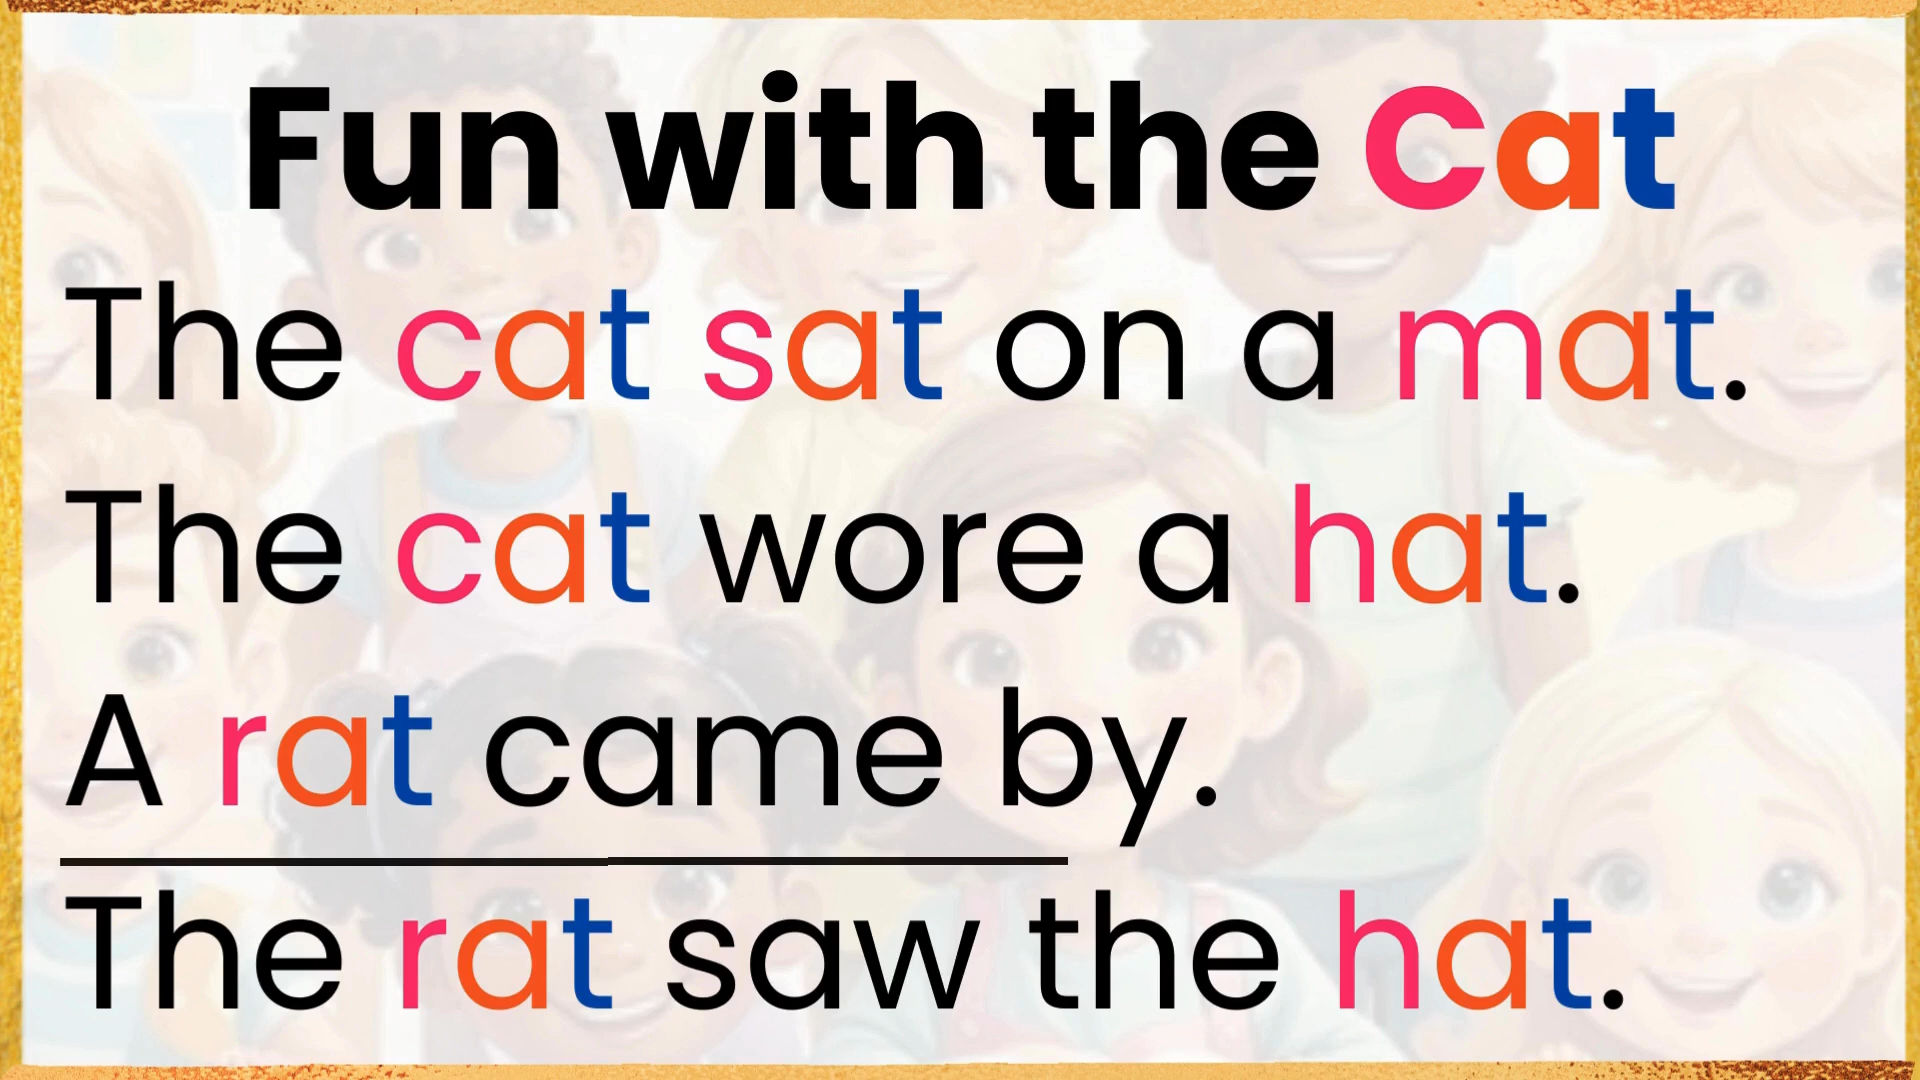 Fun with the Cat
The cat sat on a mat.
The cat wore a hat.
A rat came by.
The rat saw the hat.